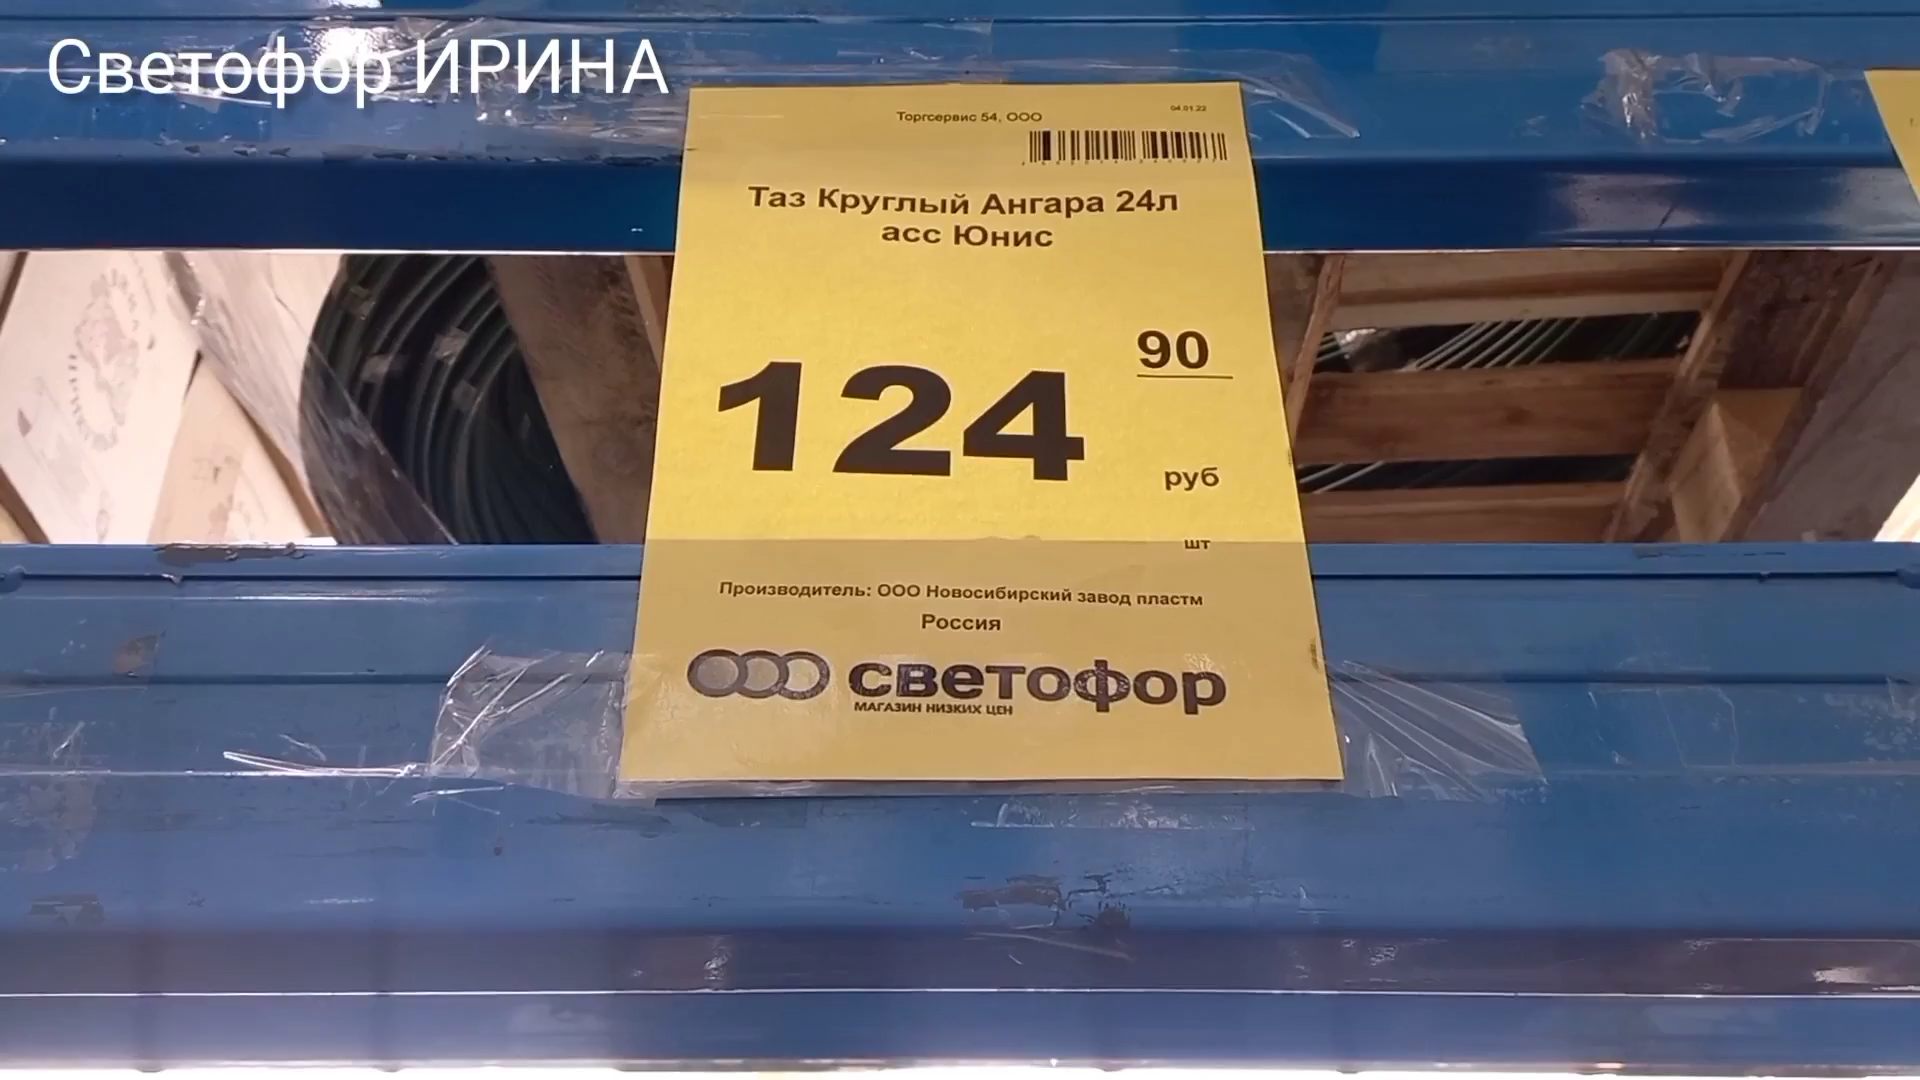 Светофор ИРИНА
Торгсервис 54, ООО
04.01.22
Таз Круглый Ангара 24л
асс Юнис
124
90
руб
шт
Производитель: ООО Новосибирский завод пластм
Россия
светофор
МАГАЗИН НИЗКИХ ЦЕН